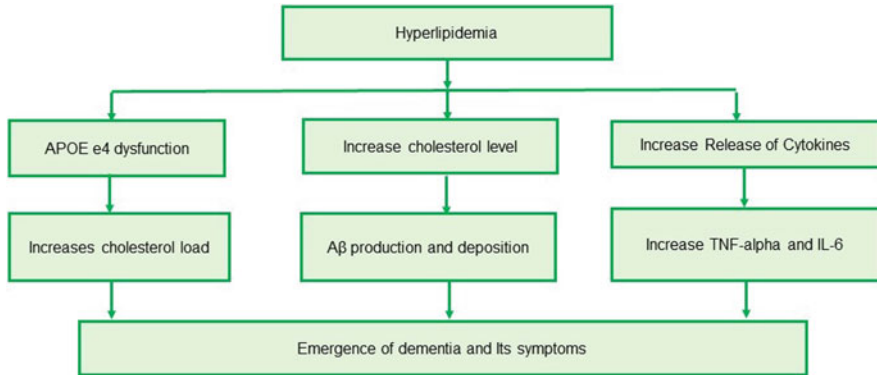 Hyperlipidemia
APOE e4 dysfunction
Increase cholesterol level
Increase Release of Cytokines
Increases cholesterol load
Aβ production and deposition
Increase TNF-alpha and IL-6
Emergence of dementia and Its symptoms